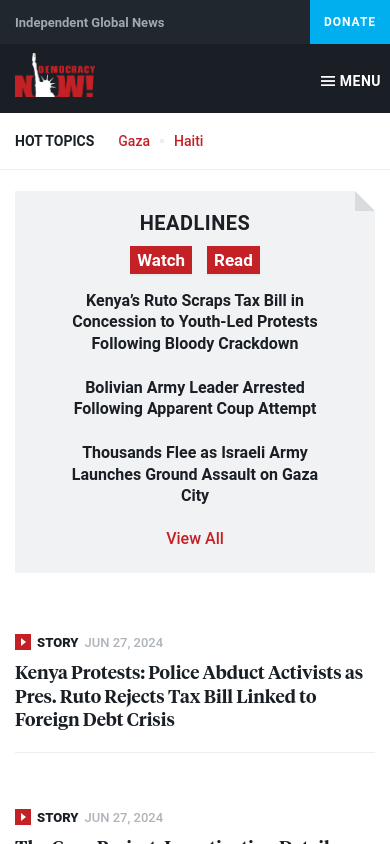 Independent Global News
DONATE
DEMOCRACY
NOW!
MENU
HOT TOPICS
Gaza
Haiti
HEADLINES
Watch
Read
Kenya’s Ruto Scraps Tax Bill in
Concession to Youth-Led Protests
Following Bloody Crackdown
Bolivian Army Leader Arrested
Following Apparent Coup Attempt
Thousands Flee as Israeli Army
Launches Ground Assault on Gaza
City
View All
STORY JUN 27, 2024
Kenya Protests: Police Abduct Activists as
Pres. Ruto Rejects Tax Bill Linked to
Foreign Debt Crisis
STORY JUN 27, 2024